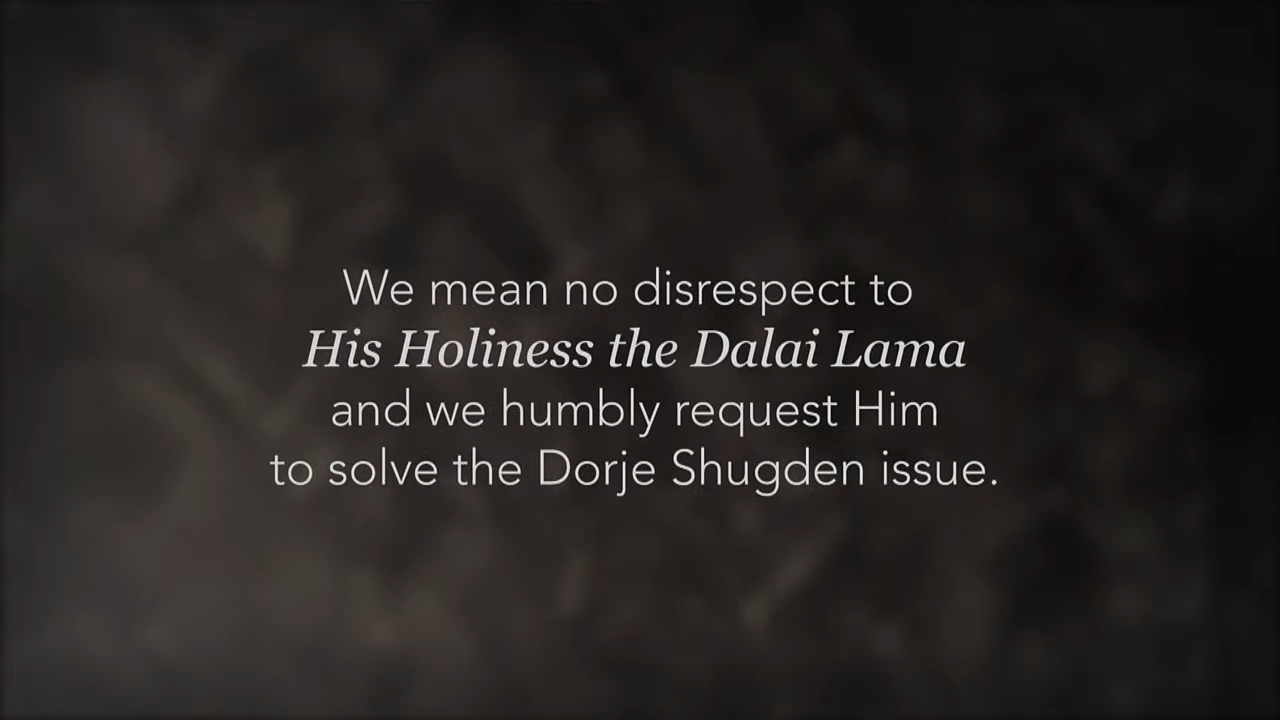 We mean no disrespect to
His Holiness the Dalai Lama
and we humbly request Him
to solve the Dorje Shugden issue.